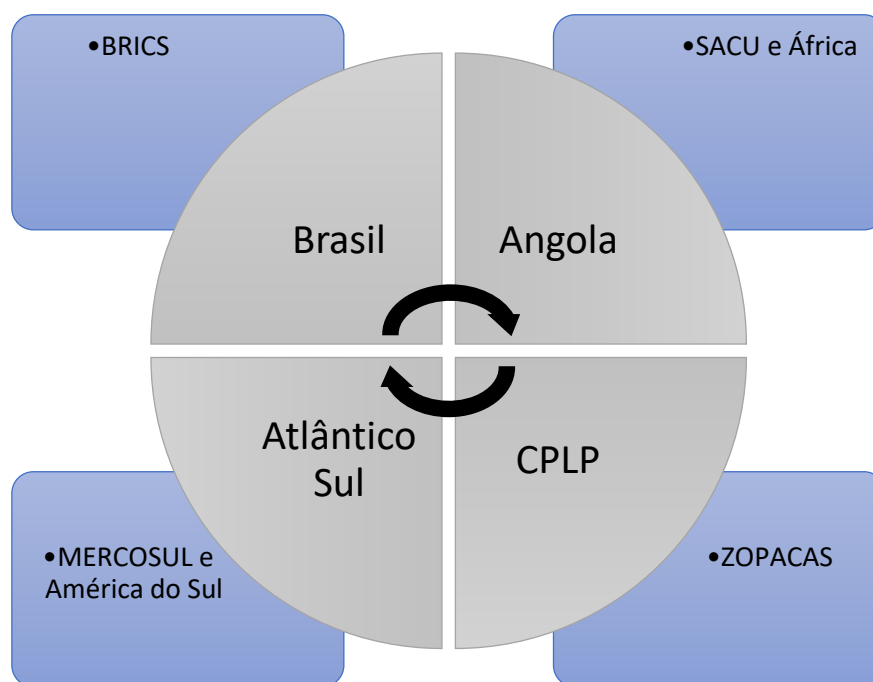 •BRICS
•SACU e África
Brasil
Angola
Atlântico
Sul
CPLP
•MERCOSUL e
América do Sul
•ZOPACAS